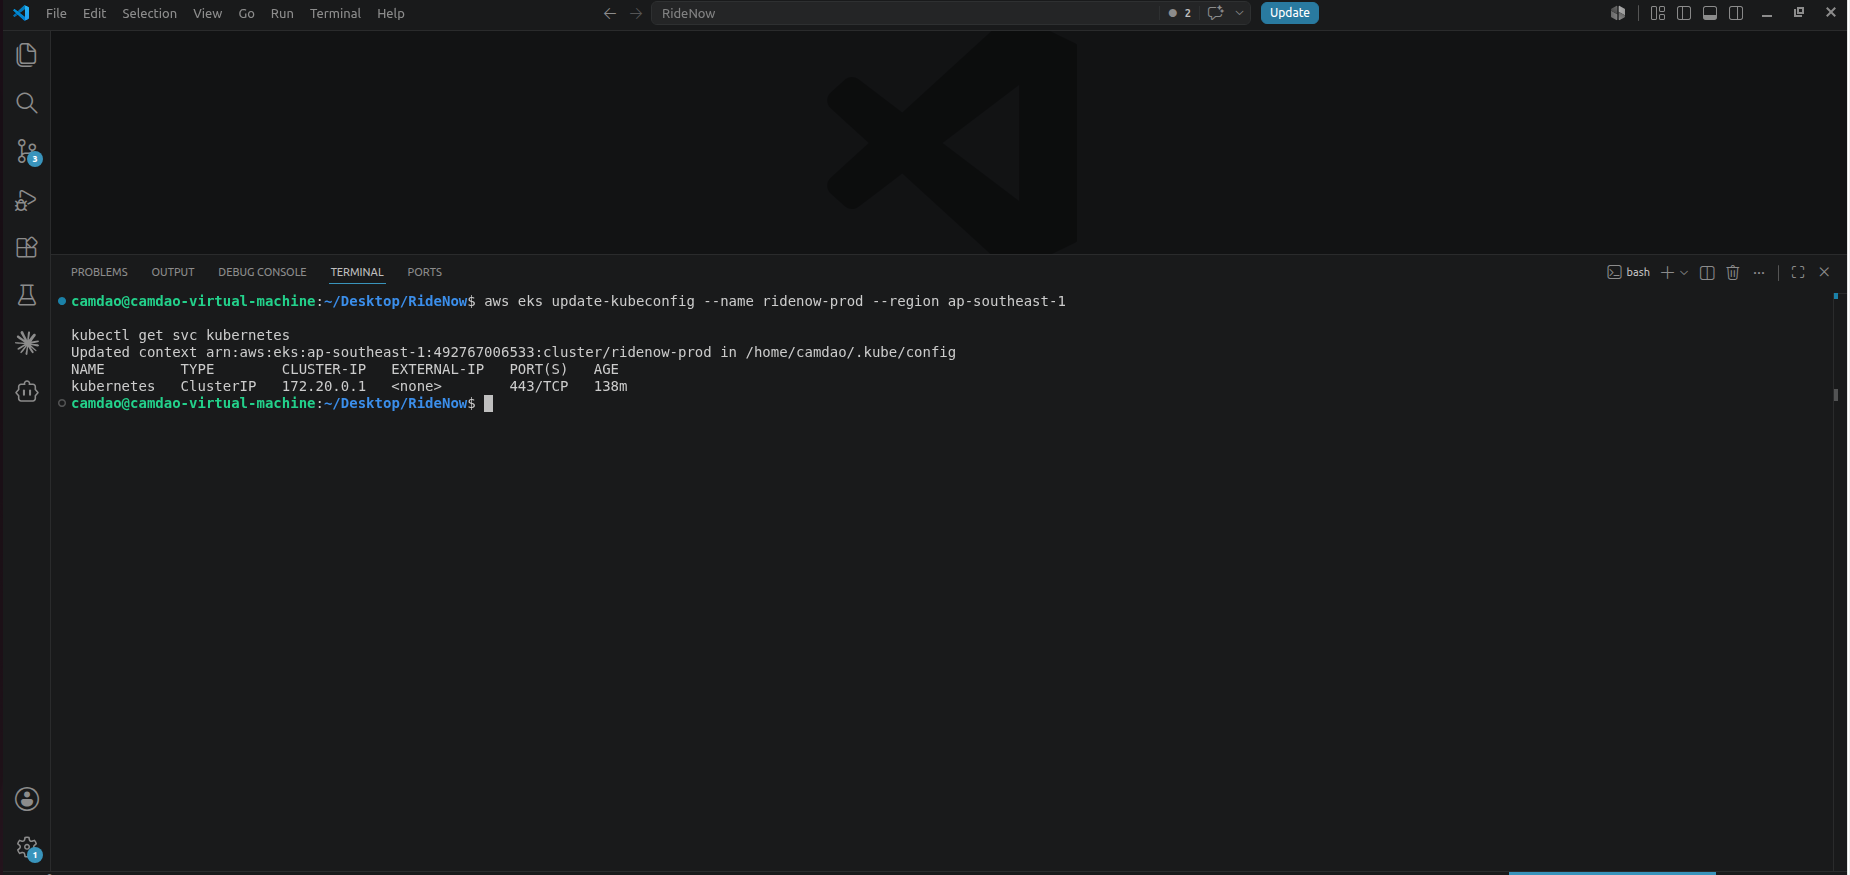 File Edit Selection View Go Run Terminal Help RideNow 2 Update
3
PROBLEMS OUTPUT DEBUG CONSOLE TERMINAL PORTS bash
camdao@camdao-virtual-machine:~/Desktop/RideNow$ aws eks update-kubeconfig --name ridenow-prod --region ap-southeast-1
kubectl get svc kubernetes
Updated context arn:aws:eks:ap-southeast-1:492767006533:cluster/ridenow-prod in /home/camdao/.kube/config
NAME TYPE CLUSTER-IP EXTERNAL-IP PORT(S) AGE
kubernetes ClusterIP 172.20.0.1 <none> 443/TCP 138m
camdao@camdao-virtual-machine:~/Desktop/RideNow$
1